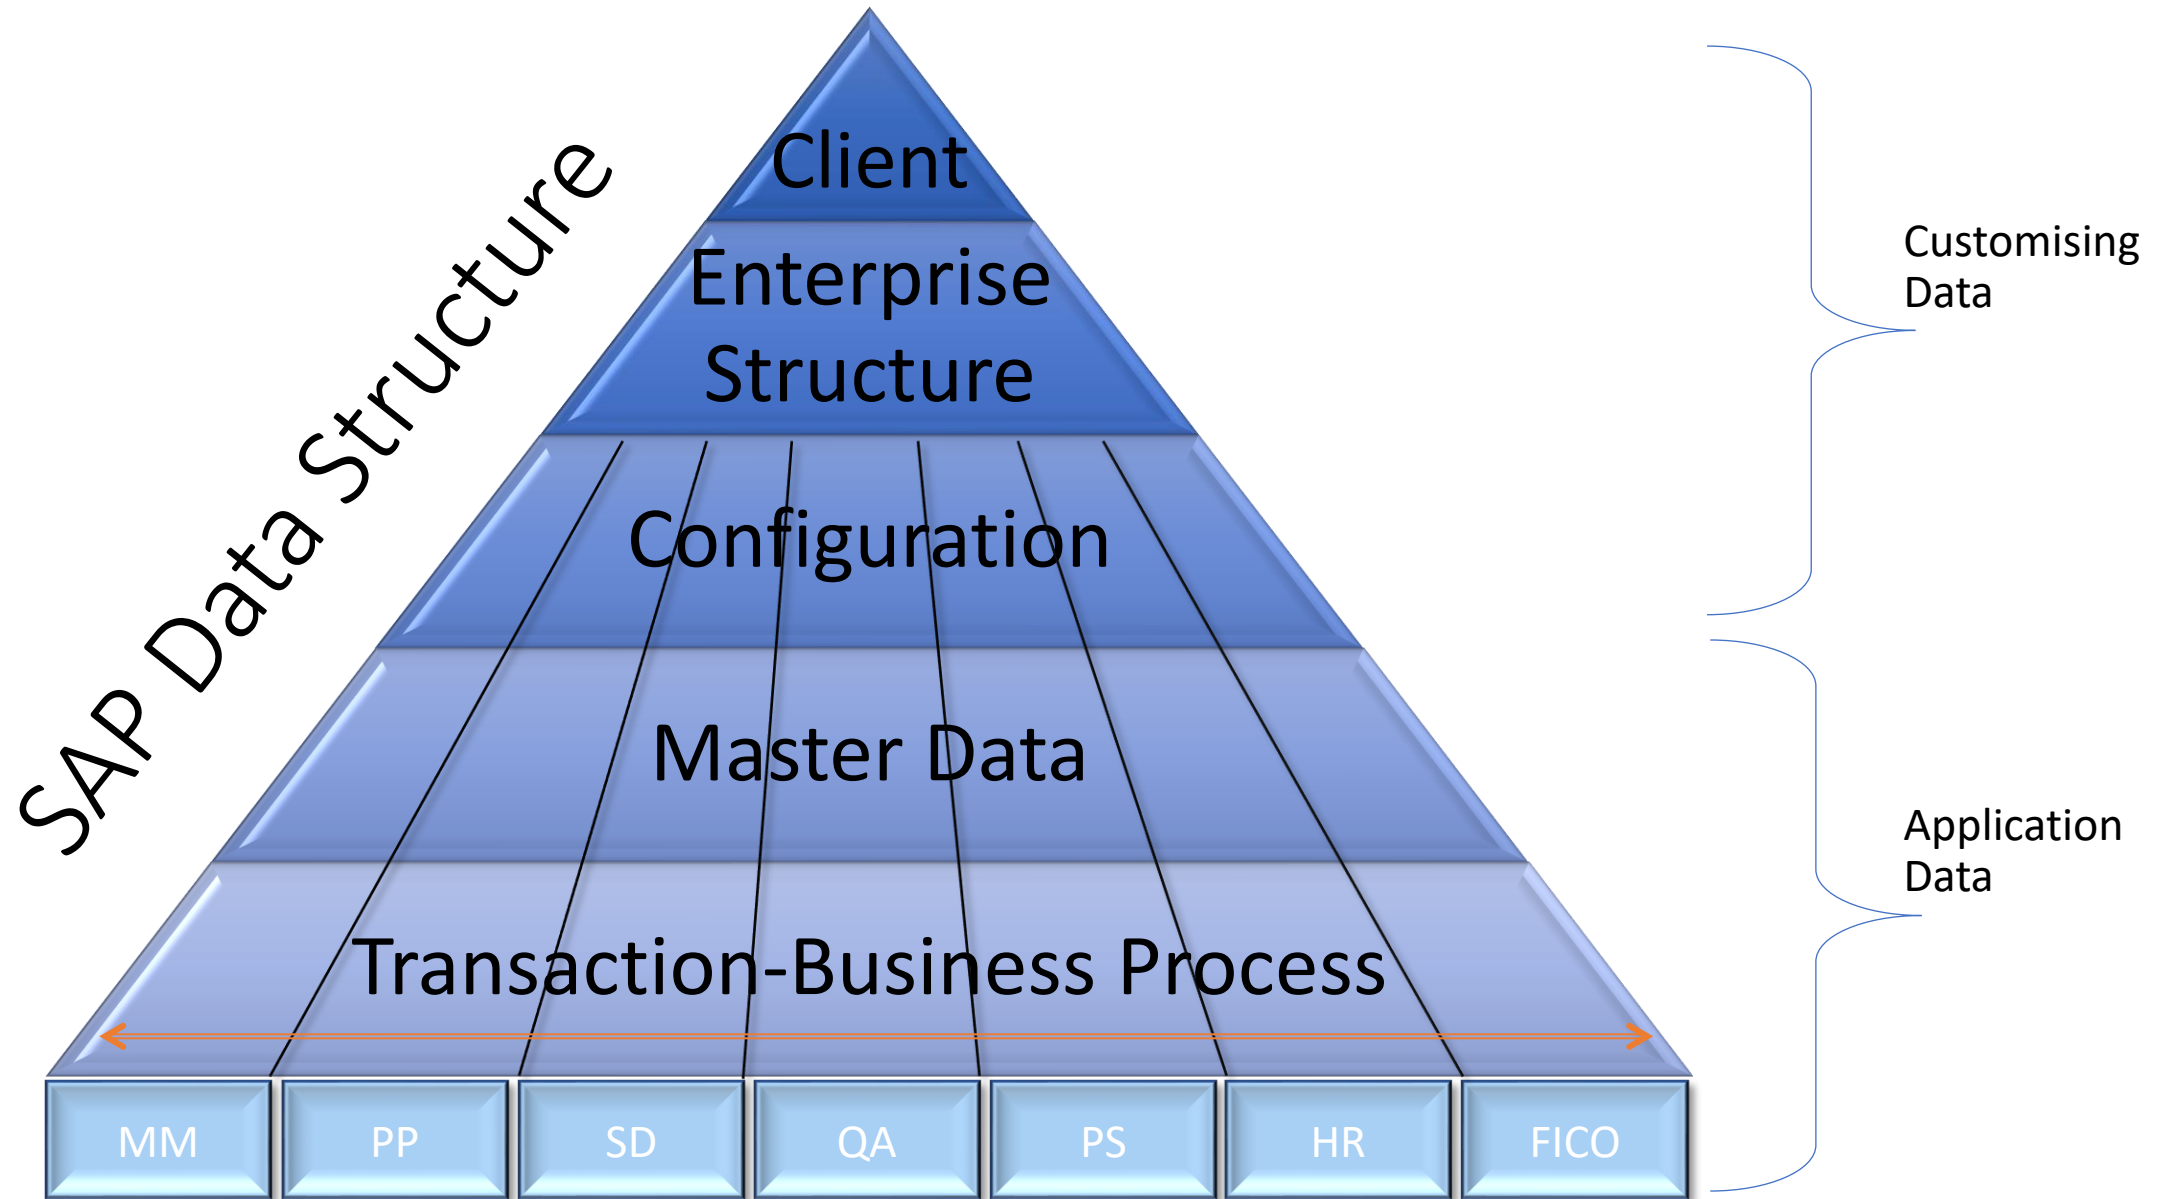 SAP Data Structure
Client
Enterprise
Structure
Configuration
Master Data
Transaction-Business Process
MM
PP
SD
QA
PS
HR
FICO
Customising
Data
Application
Data